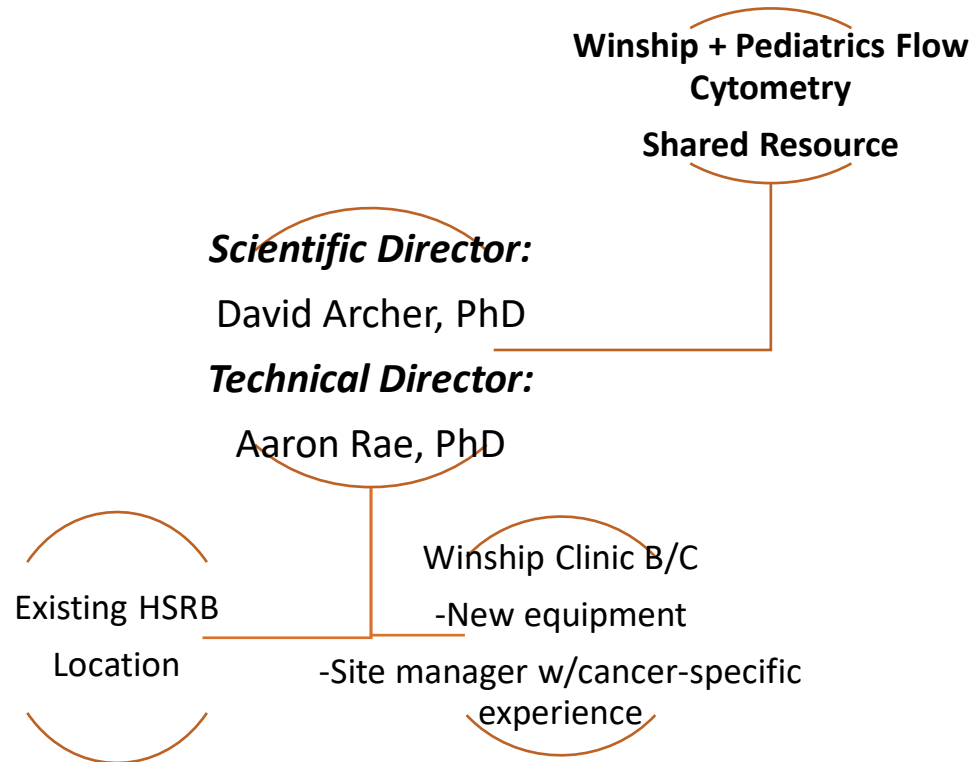 Winship + Pediatrics Flow
Cytometry
Shared Resource
Scientific Director:
David Archer, PhD
Technical Director:
Aaron Rae, PhD
Existing HSRB
Location
Winship Clinic B/C
-New equipment
-Site manager w/cancer-specific
experience